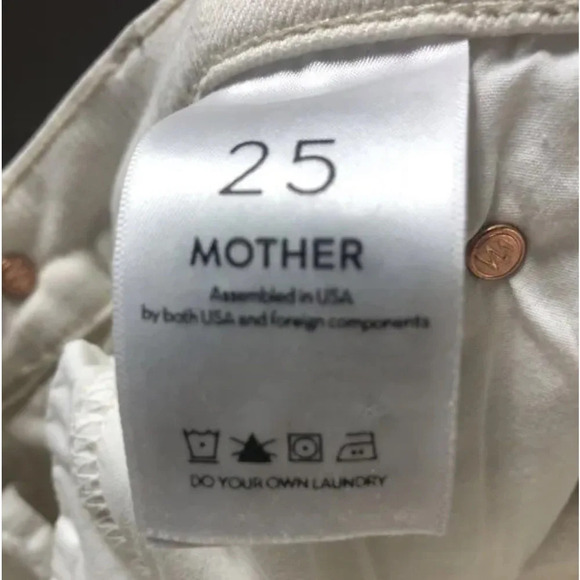 25
MOTHER
Assembled in USA
by both USA and foreign components
DO YOUR OWN LAUNDRY
M